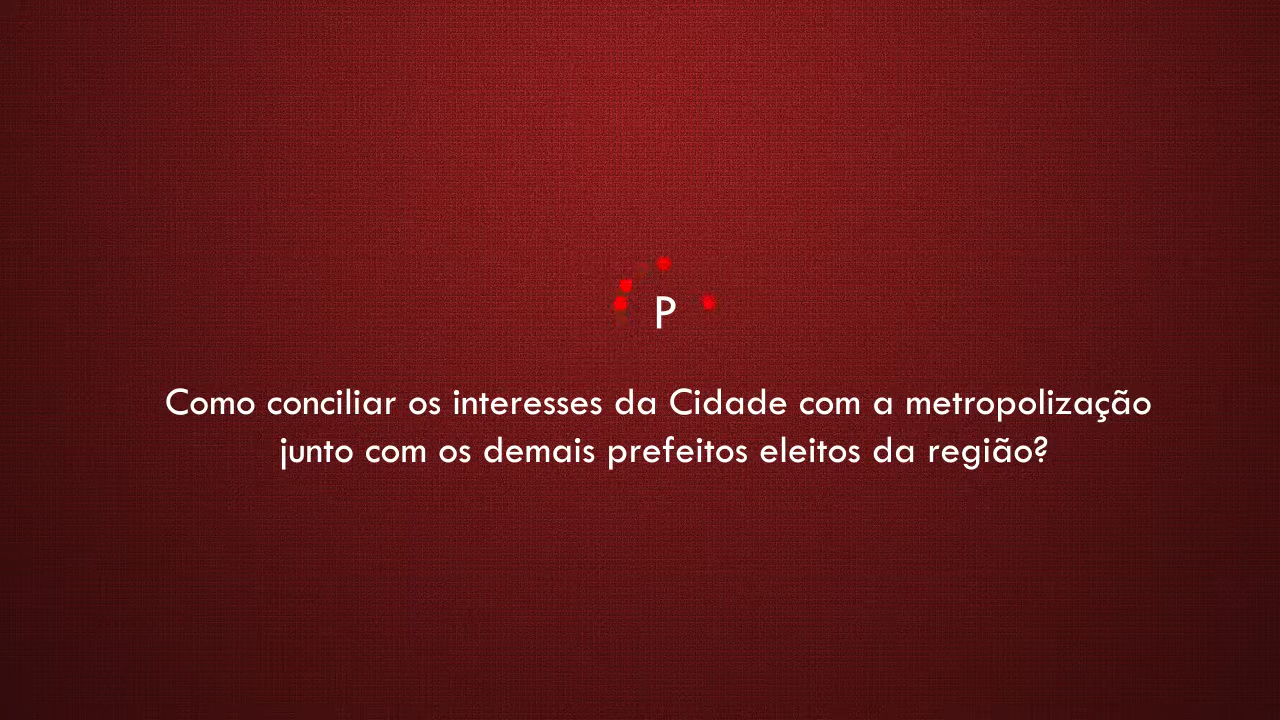 P
Como conciliar os interesses da Cidade com a metropolização
junto com os demais prefeitos eleitos da região?